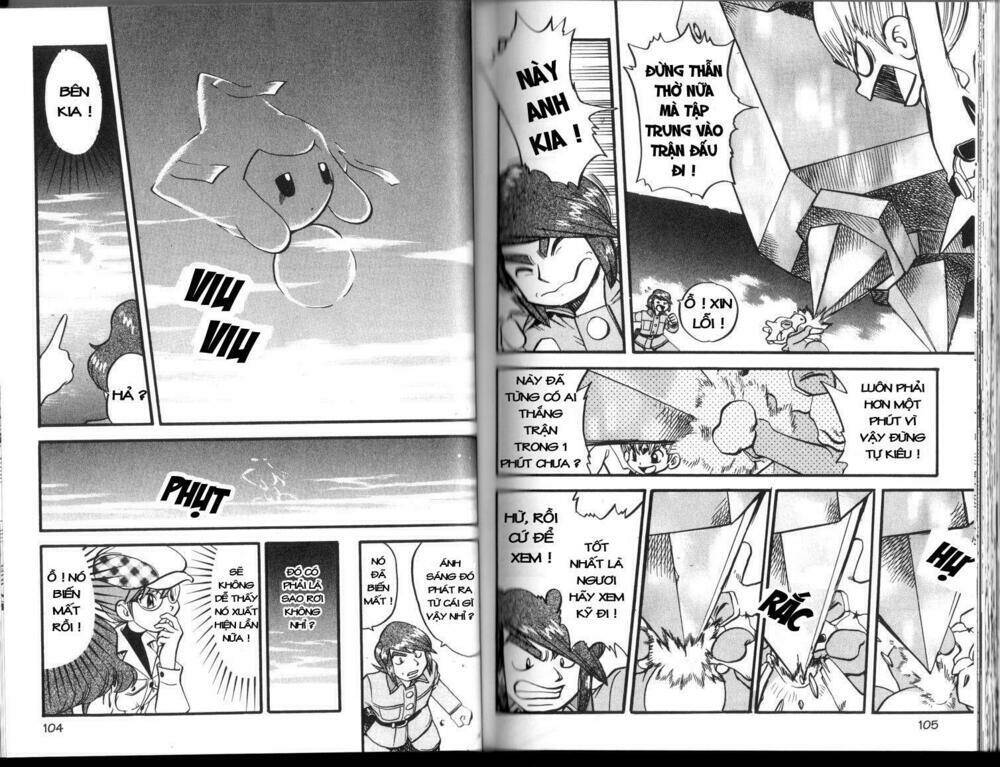 BÊN
KIA !
HẢ ?
VIU
VIU
PHỤT
ÁNH
SÁNG ĐÓ
PHÁT RA
TỪ CÁI GÌ
VẬY NHỈ ?
NÓ
ĐÃ
BIẾN
MẤT !
ĐÓ CÓ
PHẢI LÀ
SAO RƠI
KHÔNG
NHỈ ?
SẼ
KHÔNG
DỄ THẤY
NÓ XUẤT
HIỆN LẦN
NỮA !
Ồ ! NÓ
BIẾN
MẤT
RỒI !
104
ĐỪNG THẪN
THỜ NỮA
MÀ TẬP
TRUNG VÀO
TRẬN ĐẤU
ĐI !
NÀY
ANH
KIA !
Ồ ! XIN
LỖI !
NÀY ĐÃ
TỪNG CÓ AI
THẮNG
TRẬN
TRONG 1
PHÚT CHƯA ?
LUÔN PHẢI
HƠN MỘT
PHÚT VÌ
VẬY ĐỪNG
TỰ KIÊU !
HỪ, RỒI
CỨ ĐỂ
XEM !
TỐT
NHẤT LÀ
NGƯƠI
HÃY XEM
KỸ ĐI !
RẮC
HỰ
105